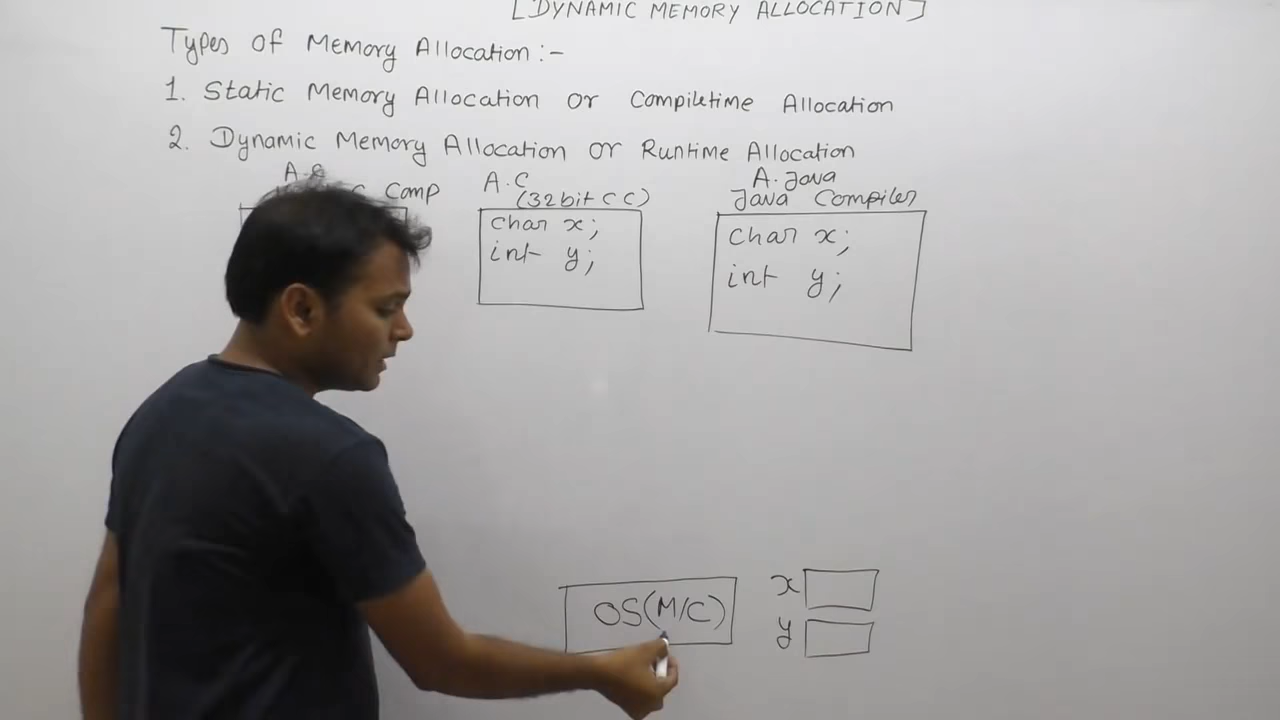 [DYNAMIC MEMORY ALLOCATION]
Types of Memory Allocation :-
1. Static Memory Allocation or Compiletime Allocation
2. Dynamic Memory Allocation or Runtime Allocation
Comp
A.C
(32bit C C)
char x;
int y;
A.Java
Java Compiler
char x;
int y;
OS(M/C)
x
y